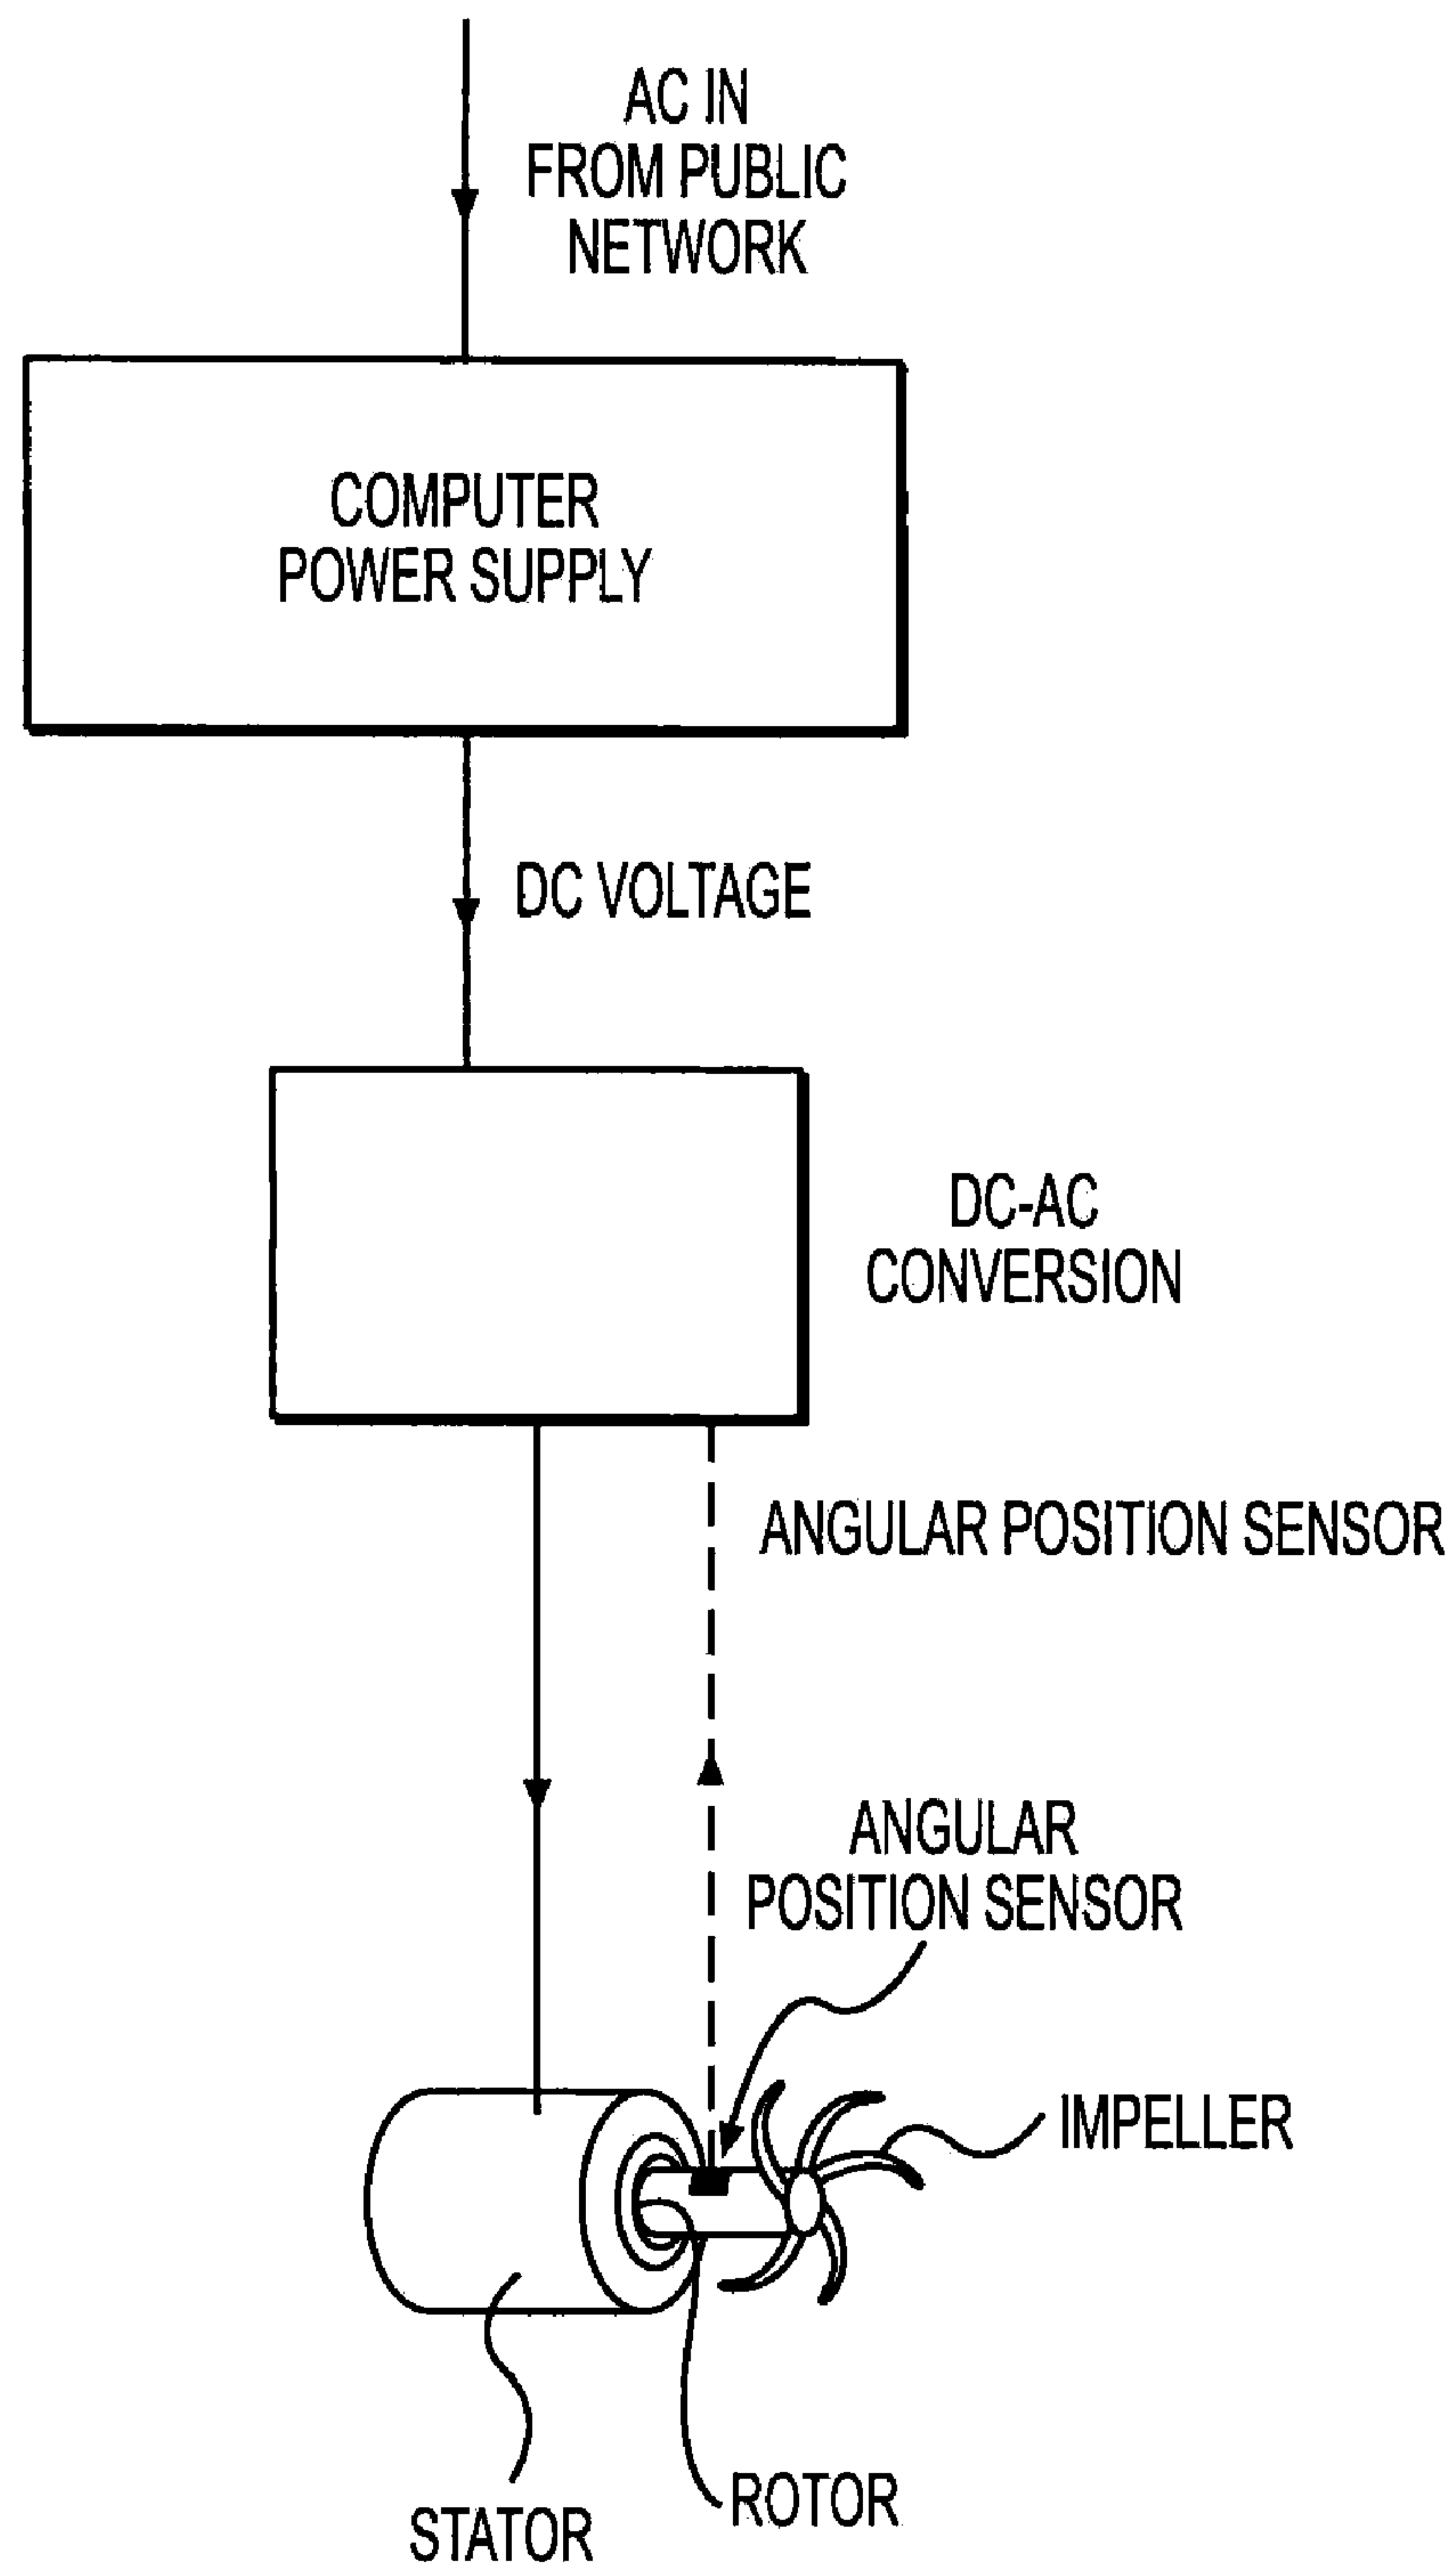 AC IN
FROM PUBLIC
NETWORK
COMPUTER
POWER SUPPLY
DC VOLTAGE
DC-AC
CONVERSION
ANGULAR POSITION SENSOR
ANGULAR
POSITION SENSOR
IMPELLER
ROTOR
STATOR